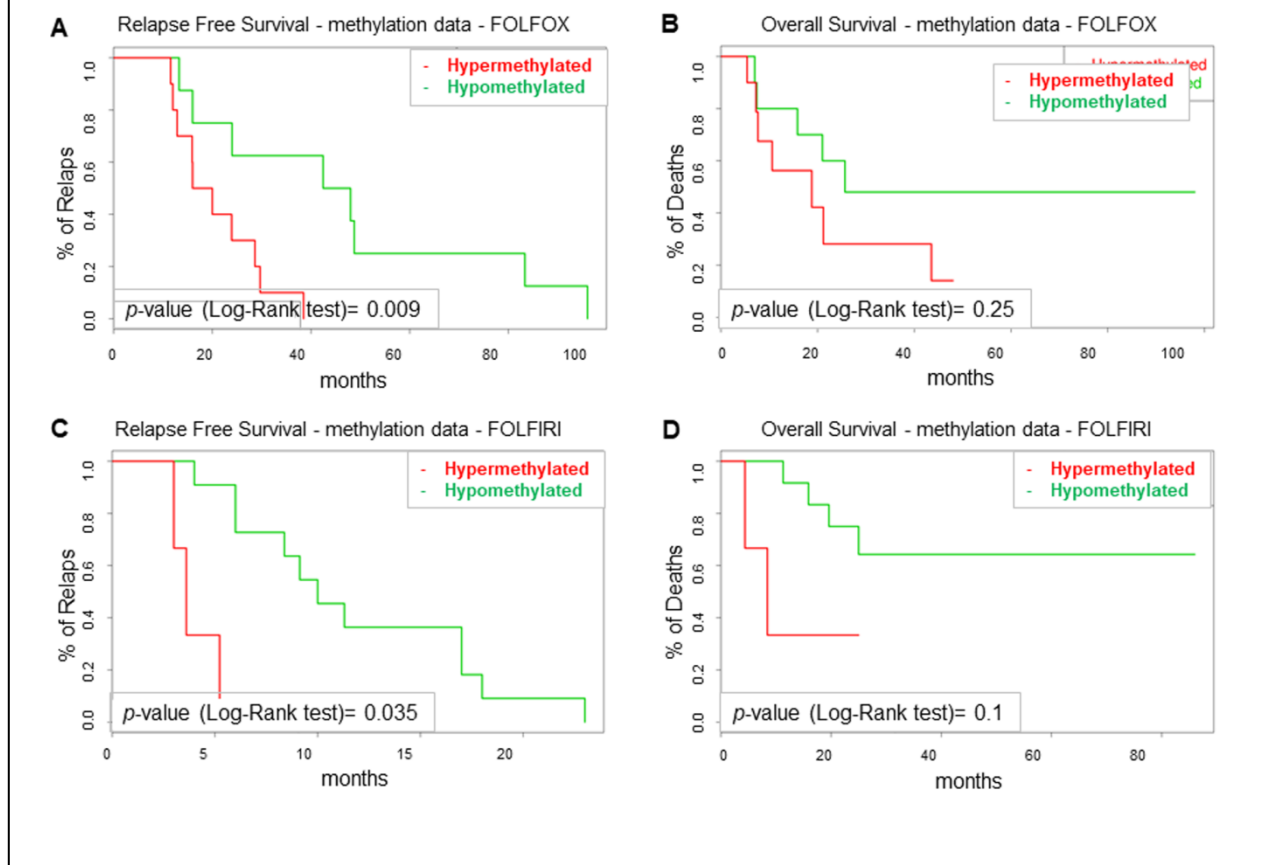 A
Relapse Free Survival - methylation data - FOLFOX
- Hypermethylated
- Hypomethylated
% of Relaps
1.0
0.8
0.6
0.4
0.2
0.0
p-value (Log-Rank test)= 0.009
0 20 40 60 80 100
months
B
Overall Survival - methylation data - FOLFOX
Hypermethylated
ed
- Hypermethylated
- Hypomethylated
% of Deaths
1.0
0.8
0.6
0.4
0.2
0.0
p-value (Log-Rank test)= 0.25
0 20 40 60 80 100
months
C
Relapse Free Survival - methylation data - FOLFIRI
- Hypermethylated
- Hypomethylated
% of Relaps
1.0
0.8
0.6
0.4
0.2
0.0
p-value (Log-Rank test)= 0.035
0 5 10 15 20
months
D
Overall Survival - methylation data - FOLFIRI
- Hypermethylated
- Hypomethylated
% of Deaths
1.0
0.8
0.6
0.4
0.2
0.0
p-value (Log-Rank test)= 0.1
0 20 40 60 80
months